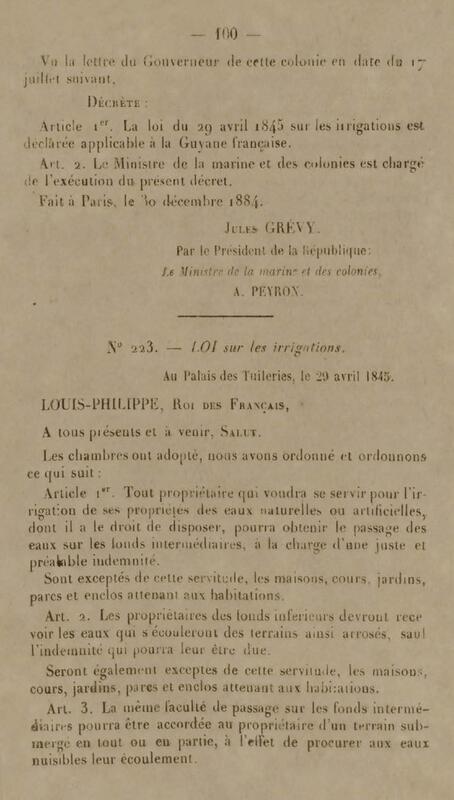 — 100 —
Vu la lettre du Gouverneur de cette colonie en date du 17
juillet suivant,
DÉCRÈTE :
Article 1er. La loi du 29 avril 1845 sur les irrigations est
déclarée applicable à la Guyane française.
Art. 2. Le Ministre de la marine et des colonies est chargé
de l'exécution du présent décret.
Fait à Paris, le 30 décembre 1884.
JULES GRÉVY.
Par le Président de la République:
Le Ministre de la marine et des colonies,
A. PEYRON.
N° 223. — LOI sur les irrigations.
Au Palais des Tuileries, le 29 avril 1845.
LOUIS-PHILIPPE, ROI DES FRANÇAIS,
A tous présents et à venir, SALUT.
Les chambres ont adopté, nous avons ordonné et ordonnons
ce qui suit :
Article 1er. Tout propriétaire qui voudra se servir pour l'ir-
rigation de ses propriétés des eaux naturelles ou artificielles,
dont il a le droit de disposer, pourra obtenir le passage des
eaux sur les fonds intermédiaires, à la charge d'une juste et
préalable indemnité.
Sont exceptés de cette servitude, les maisons, cours, jardins,
parcs et enclos attenant aux habitations.
Art. 2. Les propriétaires des fonds inférieurs devront rece
voir les eaux qui s'écouleront des terrains ainsi arrosés, sauf
l'indemnité qui pourra leur être due.
Seront également exceptes de cette servitude, les maisons,
cours, jardins, parcs et enclos attenant aux habitations.
Art. 3. La même faculté de passage sur les fonds intermé-
diaires pourra être accordée au propriétaire d'un terrain sub-
mergé en tout ou en partie, à l'effet de procurer aux eaux
nuisibles leur écoulement.